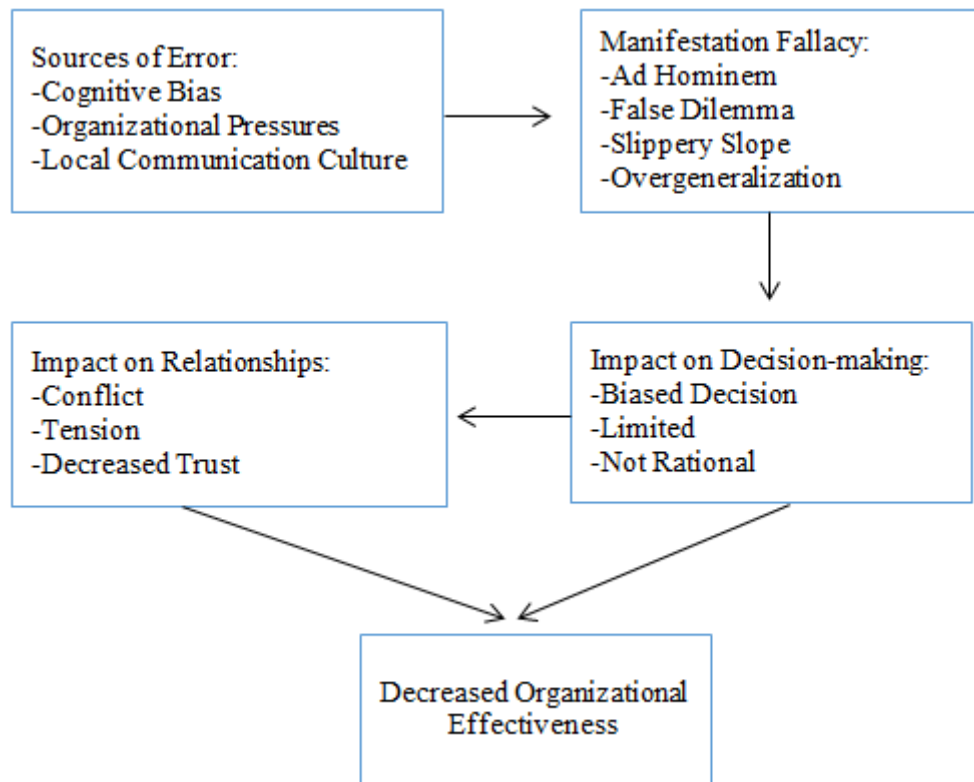 Sources of Error:
-Cognitive Bias
-Organizational Pressures
-Local Communication Culture
Manifestation Fallacy:
-Ad Hominem
-False Dilemma
-Slippery Slope
-Overgeneralization
Impact on Relationships:
-Conflict
-Tension
-Decreased Trust
Impact on Decision-making:
-Biased Decision
-Limited
-Not Rational
Decreased Organizational
Effectiveness